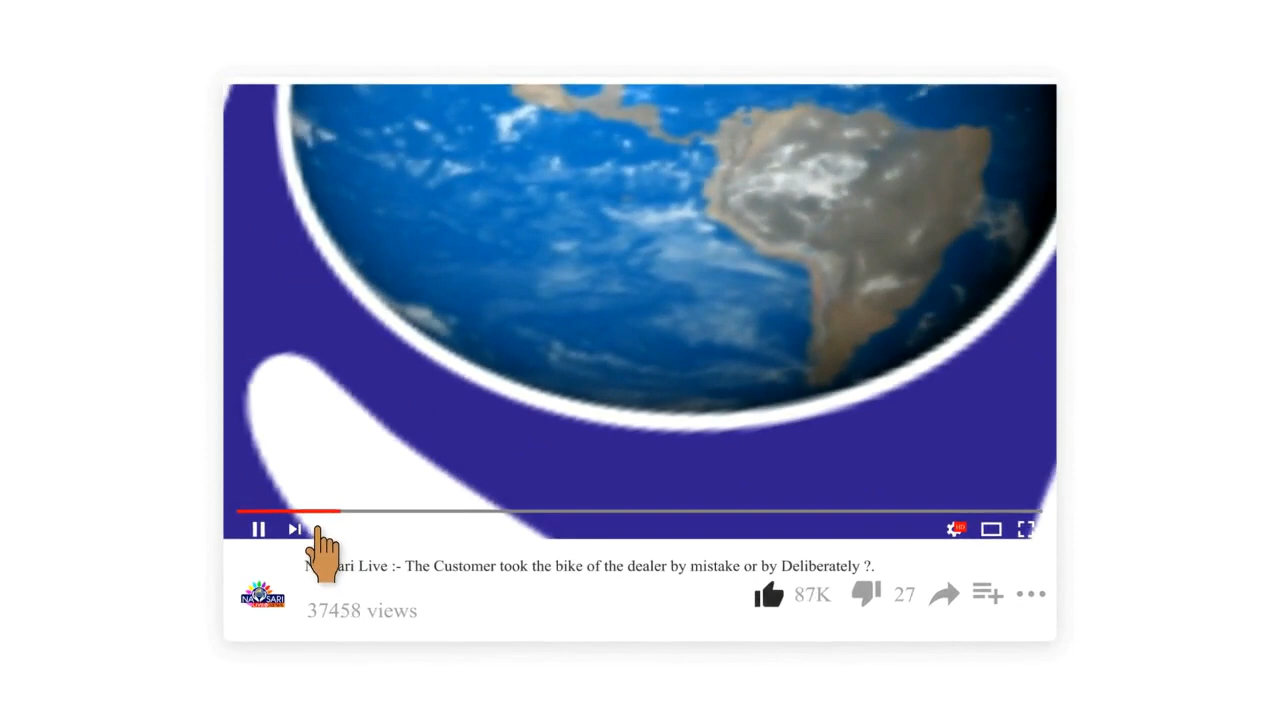 HD
ari Live :- The Customer took the bike of the dealer by mistake or by Deliberately ?.
87K
27
37458 views